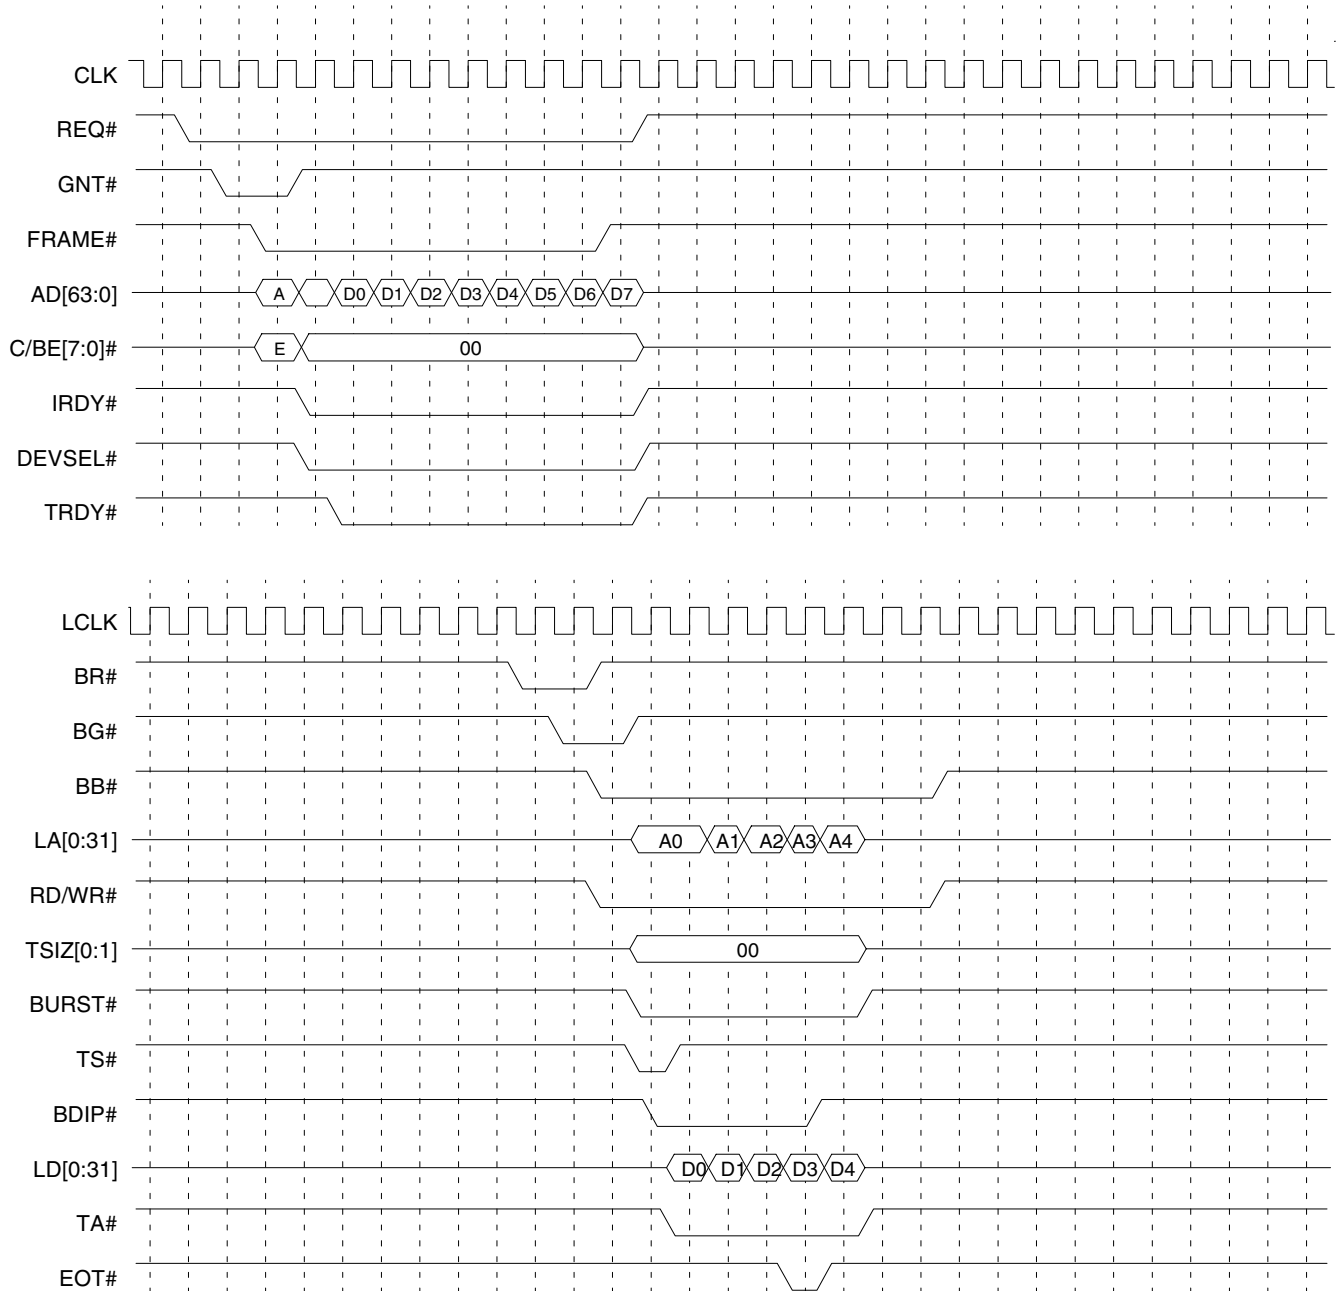 CLK
REQ#
GNT#
FRAME#
AD[63:0] A D0 D1 D2 D3 D4 D5 D6 D7
C/BE[7:0]# E 00
IRDY#
DEVSEL#
TRDY#
LCLK
BR#
BG#
BB#
LA[0:31] A0 A1 A2 A3 A4
RD/WR#
TSIZ[0:1] 00
BURST#
TS#
BDIP#
LD[0:31] D0 D1 D2 D3 D4
TA#
EOT#